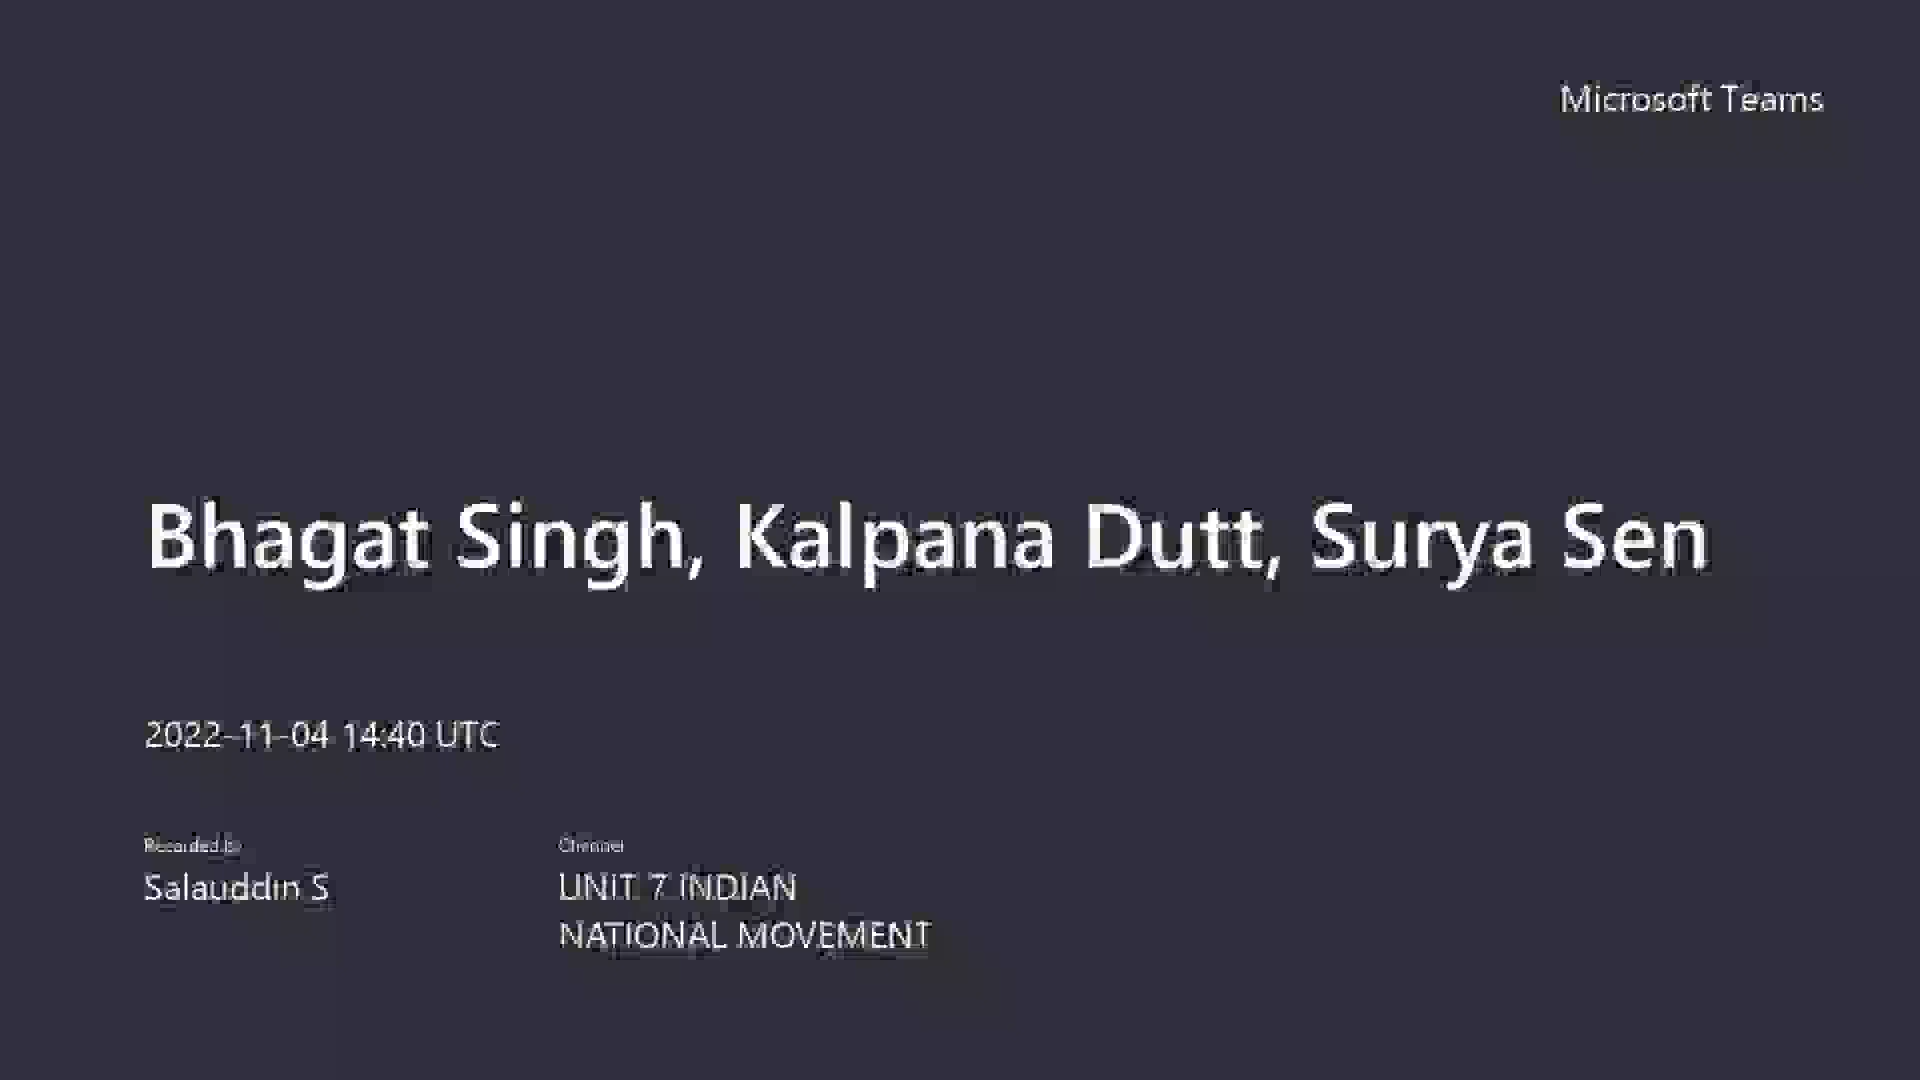 Microsoft Teams
Bhagat Singh, Kalpana Dutt, Surya Sen
2022-11-04 14:40 UTC
Recorded by
Channel
Salauddin S
UNIT 7 INDIAN
NATIONAL MOVEMENT